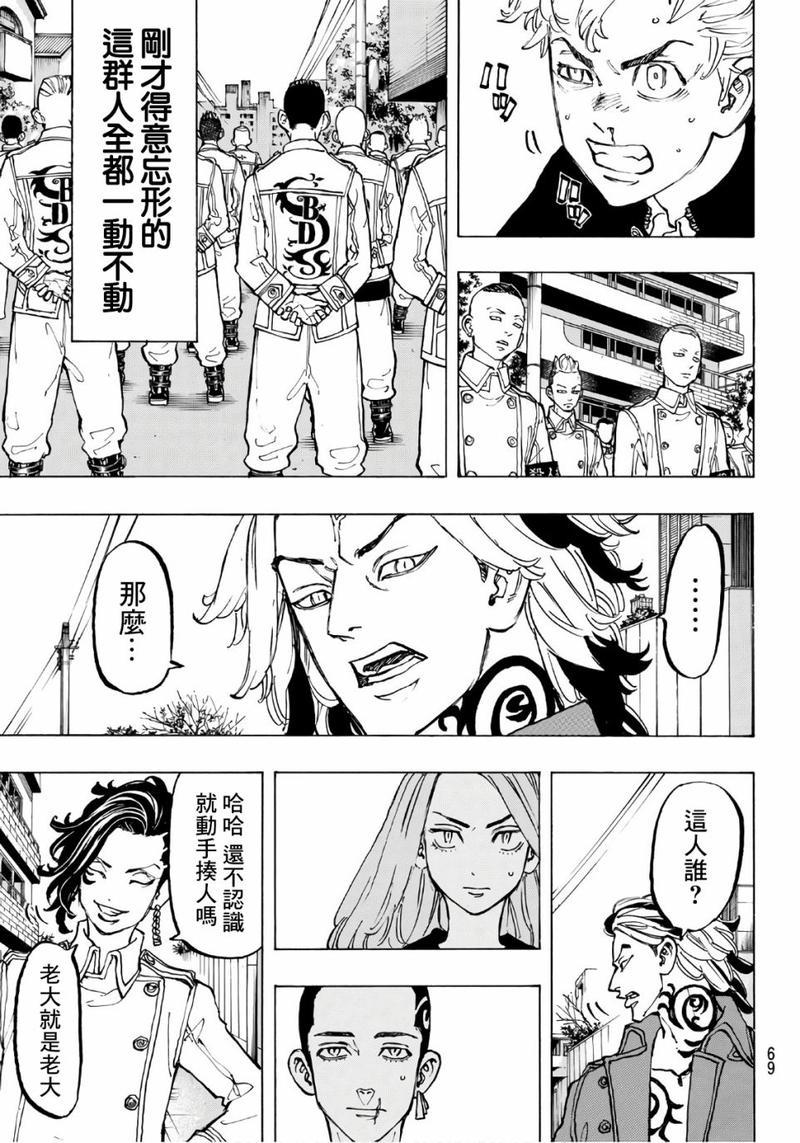 剛才得意忘形的
這群人全都一動不動
BD
BD
……
那麼…
這人誰?
哈哈 還不認識
就動手揍人嗎
老大就是老大
69